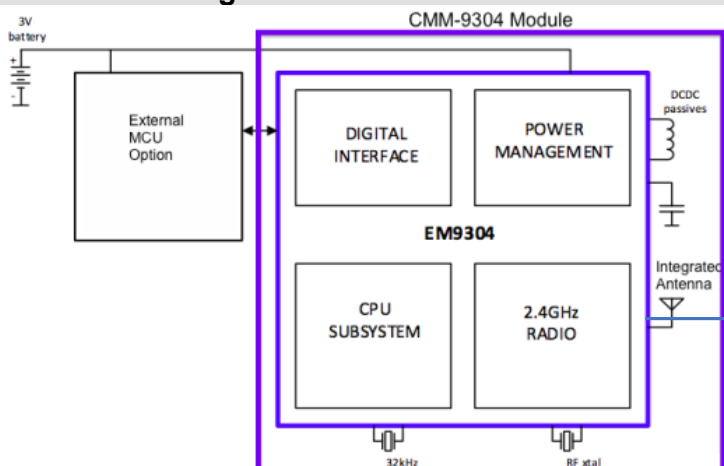 CMM-9304 Module
3V
battery
+
-
External
MCU
Option
DIGITAL
INTERFACE
POWER
MANAGEMENT
DCDC
passives
EM9304
Integrated
Antenna
CPU
SUBSYSTEM
2.4GHz
RADIO
32kHz
RF xtal